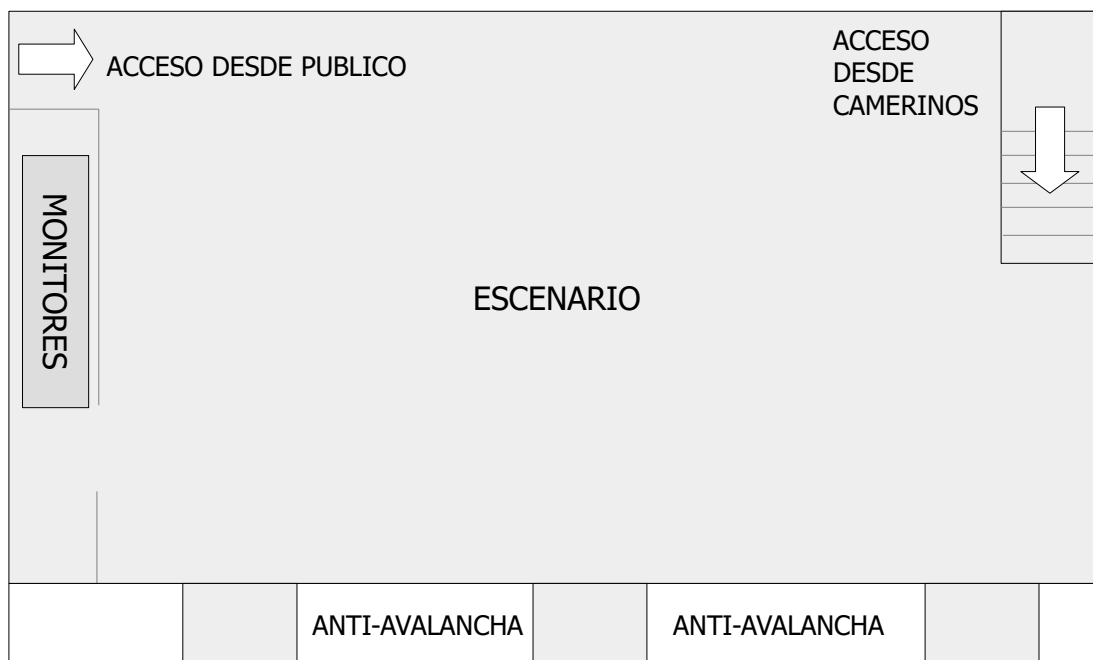 ACCESO DESDE PUBLICO
ACCESO
DESDE
CAMERINOS
MONITORES
ESCENARIO
ANTI-AVALANCHA
ANTI-AVALANCHA